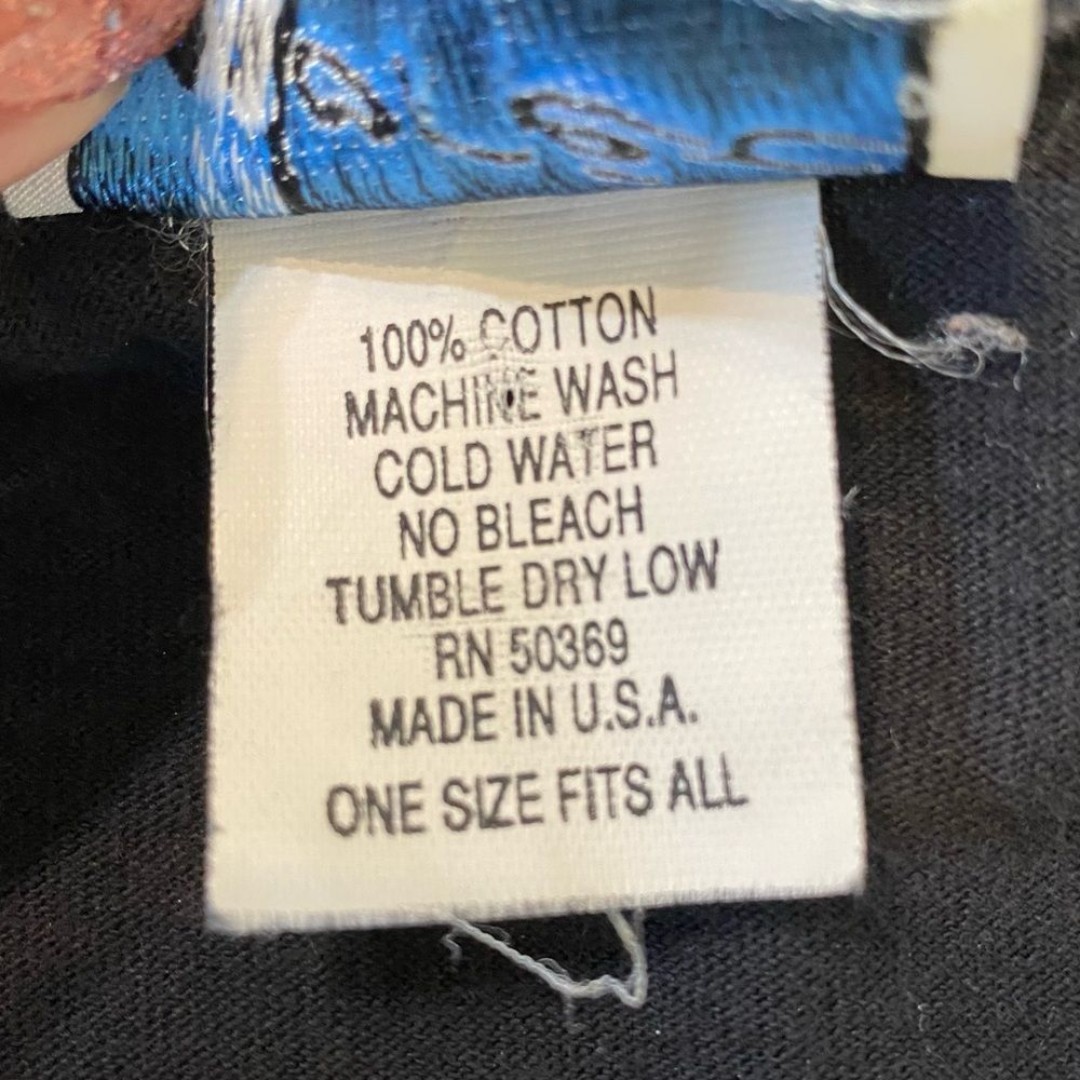 100% COTTON
MACHINE WASH
COLD WATER
NO BLEACH
TUMBLE DRY LOW
RN 50369
MADE IN U.S.A.
ONE SIZE FITS ALL